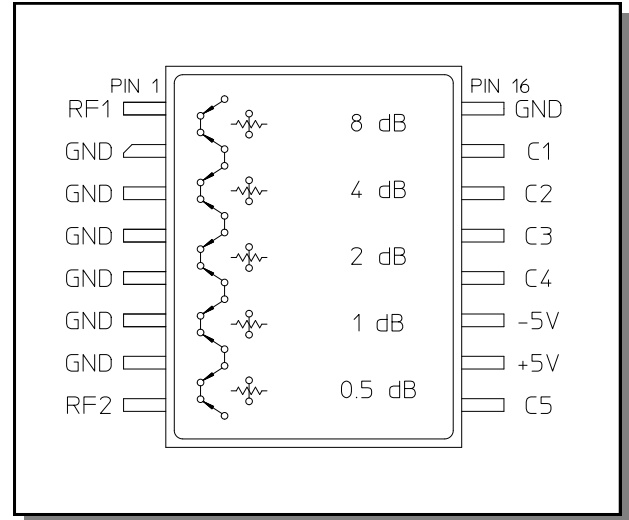 PIN 1
PIN 16
RF1
8 dB
GND
GND
C1
GND
4 dB
C2
GND
2 dB
C3
GND
C4
GND
1 dB
-5V
GND
+5V
RF2
0.5 dB
C5